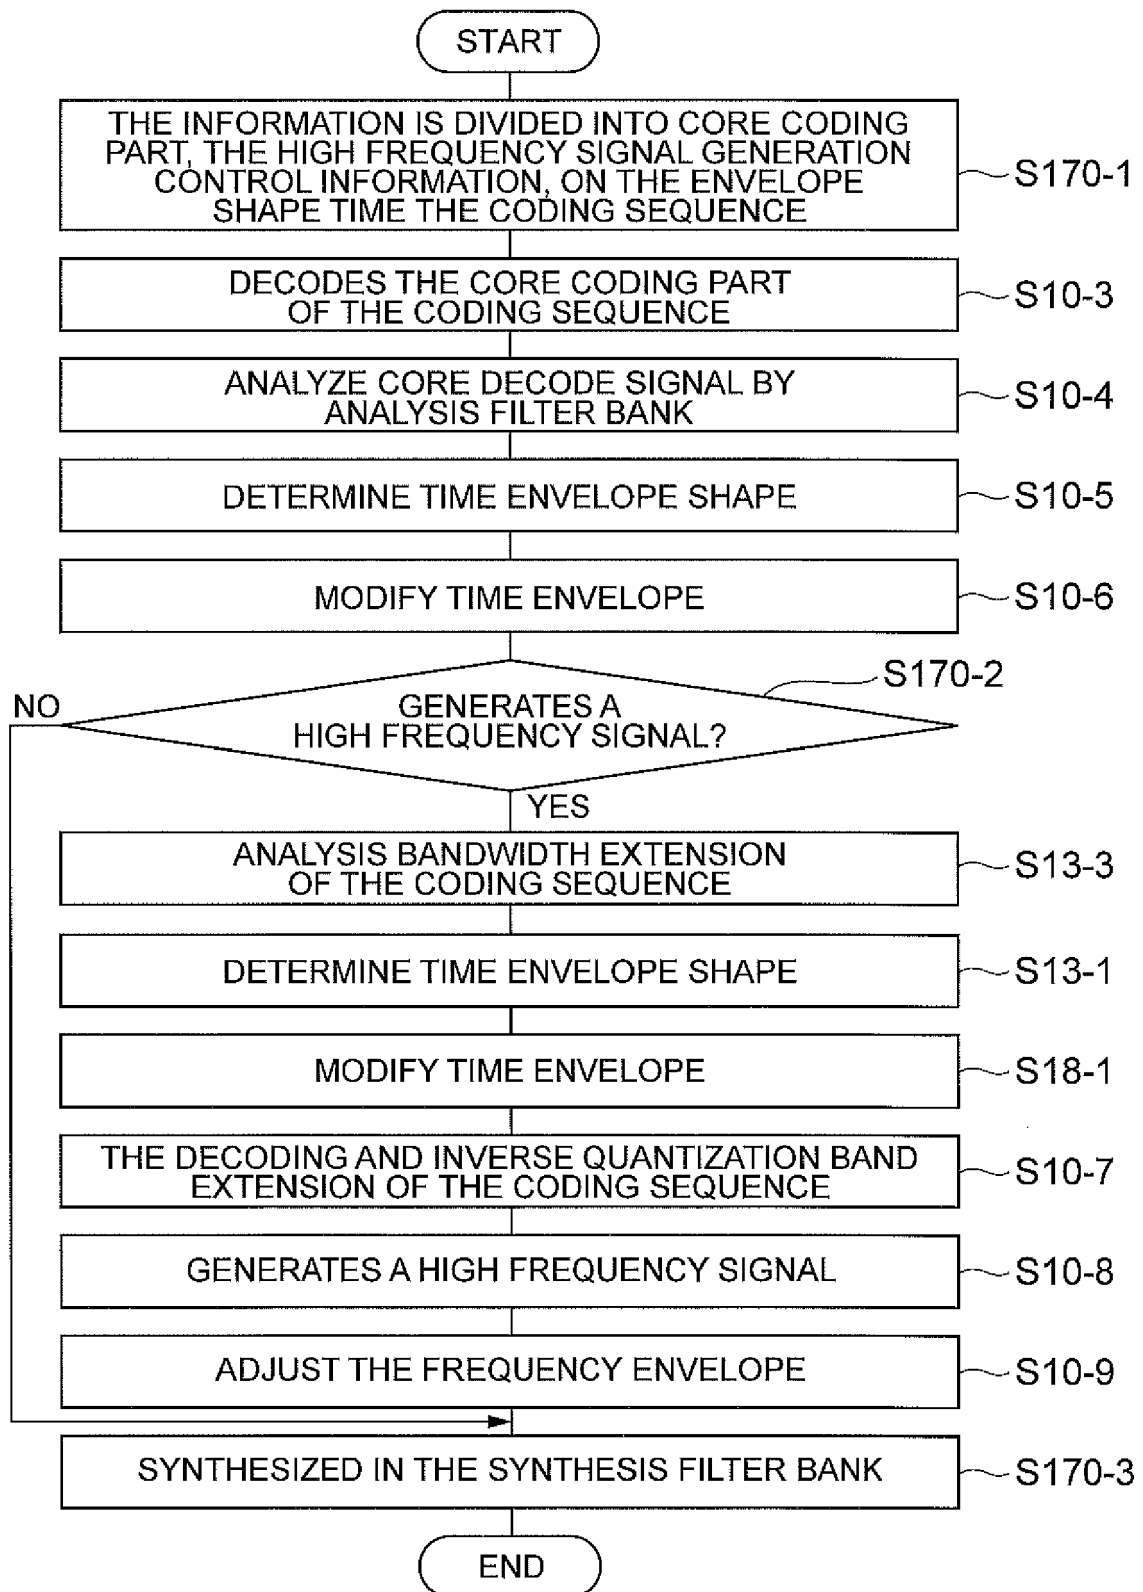 START
THE INFORMATION IS DIVIDED INTO CORE CODING
PART, THE HIGH FREQUENCY SIGNAL GENERATION
CONTROL INFORMATION, ON THE ENVELOPE
SHAPE TIME THE CODING SEQUENCE
S170-1
DECODES THE CORE CODING PART
OF THE CODING SEQUENCE
S10-3
ANALYZE CORE DECODE SIGNAL BY
ANALYSIS FILTER BANK
S10-4
DETERMINE TIME ENVELOPE SHAPE
S10-5
MODIFY TIME ENVELOPE
S10-6
S170-2
NO
GENERATES A
HIGH FREQUENCY SIGNAL?
YES
ANALYSIS BANDWIDTH EXTENSION
OF THE CODING SEQUENCE
S13-3
DETERMINE TIME ENVELOPE SHAPE
S13-1
MODIFY TIME ENVELOPE
S18-1
THE DECODING AND INVERSE QUANTIZATION BAND
EXTENSION OF THE CODING SEQUENCE
S10-7
GENERATES A HIGH FREQUENCY SIGNAL
S10-8
ADJUST THE FREQUENCY ENVELOPE
S10-9
SYNTHESIZED IN THE SYNTHESIS FILTER BANK
S170-3
END